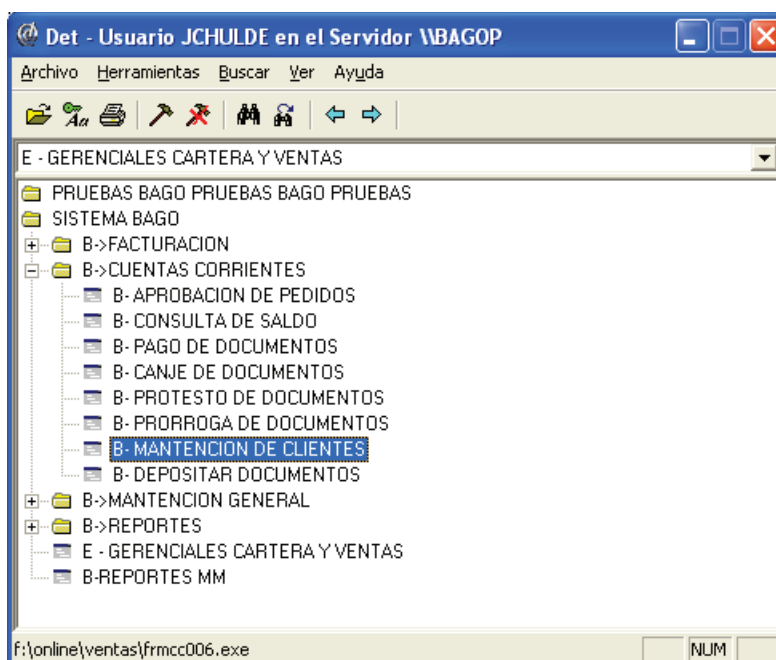 Det - Usuario JCHULDE en el Servidor \\BAGOP
Archivo Herramientas Buscar Ver Ayuda
E - GERENCIALES CARTERA Y VENTAS
PRUEBAS BAGO PRUEBAS BAGO PRUEBAS
SISTEMA BAGO
B->FACTURACION
B->CUENTAS CORRIENTES
B- APROBACION DE PEDIDOS
B- CONSULTA DE SALDO
B- PAGO DE DOCUMENTOS
B- CANJE DE DOCUMENTOS
B- PROTESTO DE DOCUMENTOS
B- PRORROGA DE DOCUMENTOS
B- MANTENCION DE CLIENTES
B- DEPOSITAR DOCUMENTOS
B->MANTENCION GENERAL
B->REPORTES
E - GERENCIALES CARTERA Y VENTAS
B-REPORTES MM
f:\online\ventas\frmcc006.exe NUM